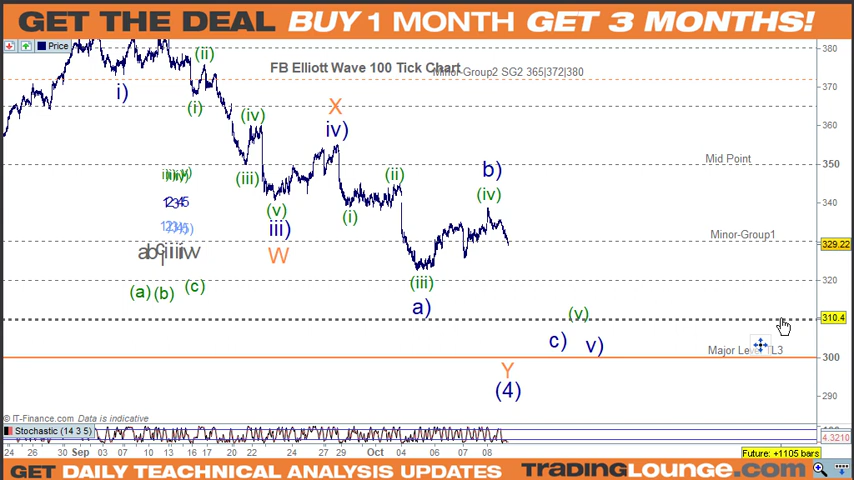 GET THE DEAL BUY 1 MONTH GET 3 MONTHS!
Price
FB Elliott Wave 100 Tick Chart
Minor-Group2 SG2 365|372|380
380
370
360
350
340
330
320
310.4
300
290
329.22
4.3210
(ii)
i)
(i)
(iv)
X
iv)
(iii)
(v)
iii)
W
(ii)
(i)
b)
(iv)
(iii)
a)
(v)
c)
v)
Y
(4)
Mid Point
Minor-Group1
12345
(a) (b) (c)
© IT-Finance.com Data is indicative
Stochastic (14 3 5)
24 26 30 Sep 03 07 10 13 16 17 20 22 24 27 29 Oct 04 06 07 08
Future: +1105 bars
GET DAILY TEACHNICAL ANALYSIS UPDATES TRADINGLOUNGE.com